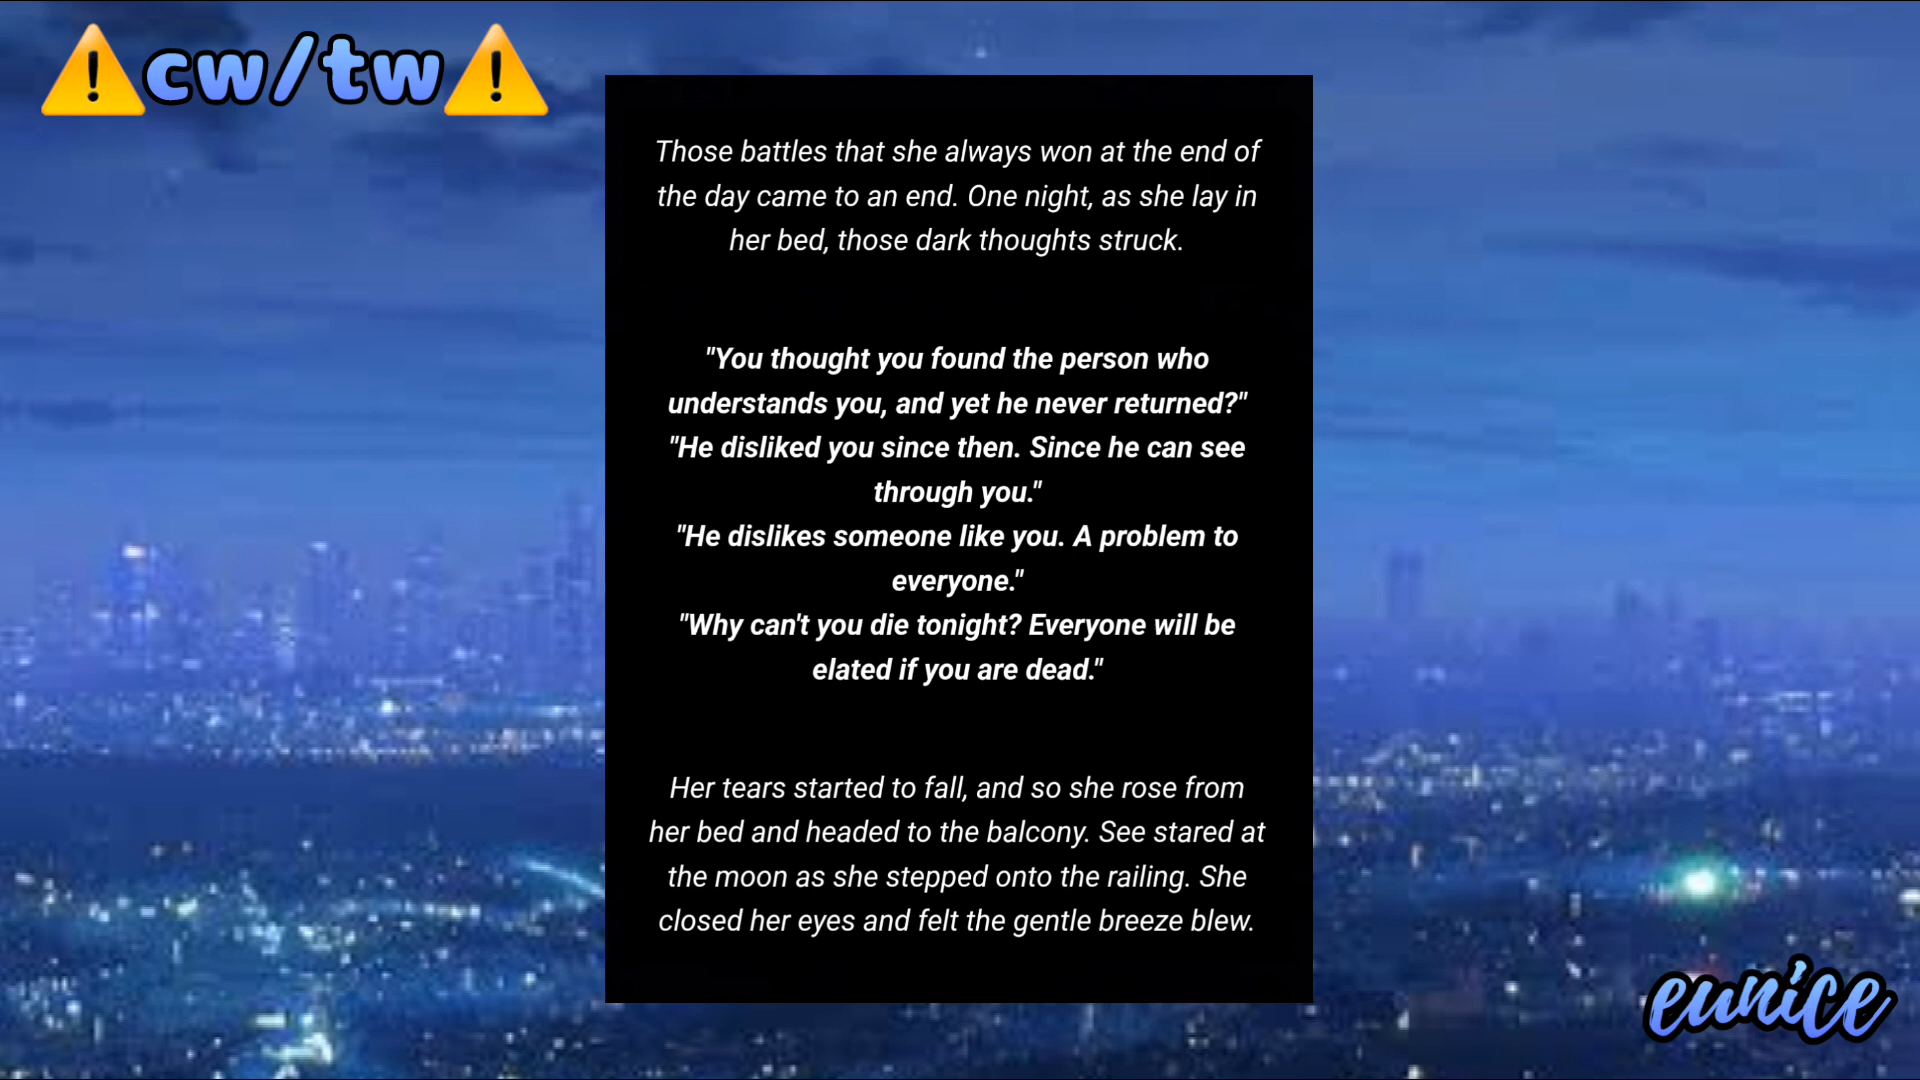 ⚠️cw/tw⚠️
Those battles that she always won at the end of
the day came to an end. One night, as she lay in
her bed, those dark thoughts struck.
"You thought you found the person who
understands you, and yet he never returned?"
"He disliked you since then. Since he can see
through you."
"He dislikes someone like you. A problem to
everyone."
"Why can't you die tonight? Everyone will be
elated if you are dead."
Her tears started to fall, and so she rose from
her bed and headed to the balcony. See stared at
the moon as she stepped onto the railing. She
closed her eyes and felt the gentle breeze blew.
eunice